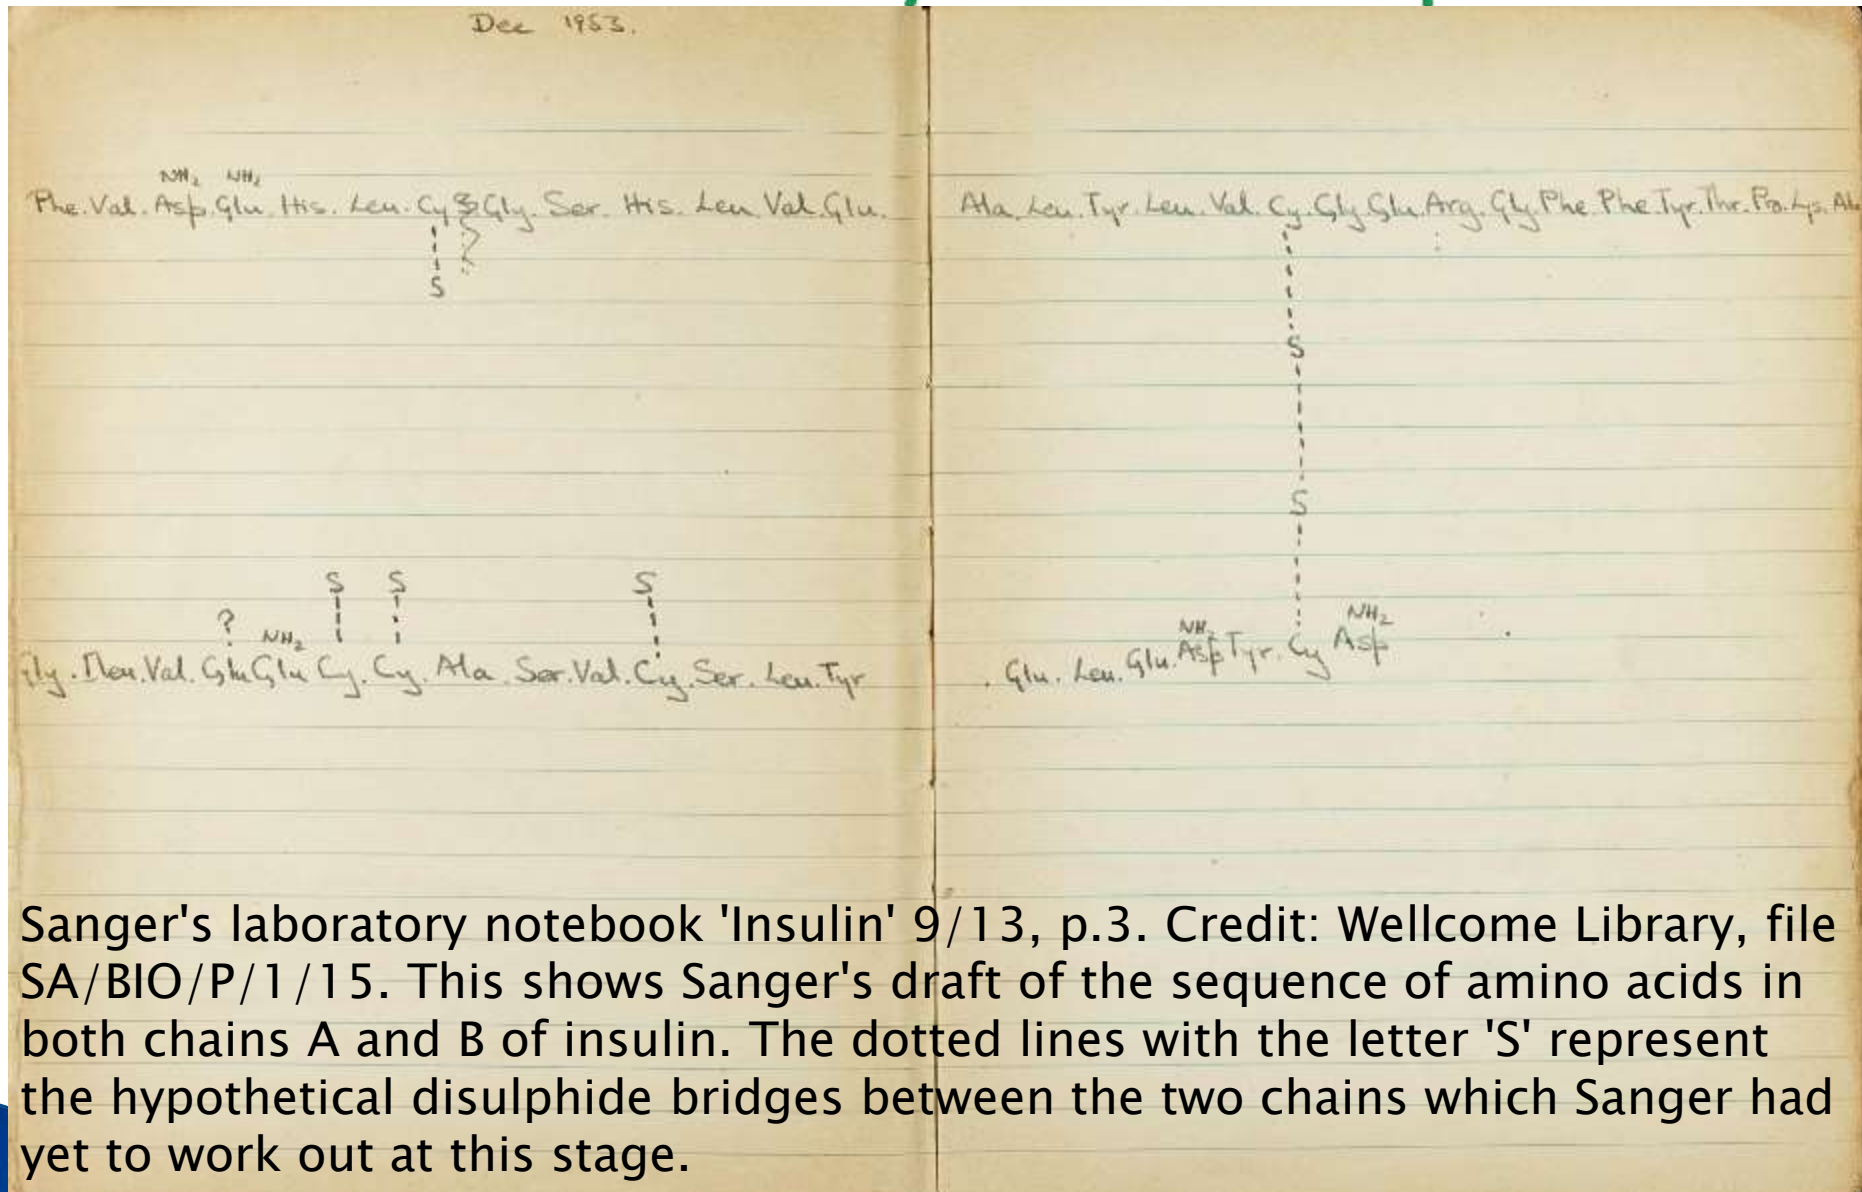 Dec 1953.
NH₂ NH₂
Phe. Val. Asp. Glu. His. Leu. Cy Gly. Ser. His. Leu Val. Glu. Ala. Leu. Tyr. Leu. Val. Cy. Gly. Glu. Arg. Gly. Phe. Phe. Tyr. Thr. Pro. Lys. Al
S
S
S
S S S
? NH₂ NH₂ NH₂
Gly. Ileu. Val. Glu Glu Cy. Cy. Ala. Ser. Val. Cy. Ser. Leu. Tyr . Glu. Leu. Glu. Asp Tyr. Cy Asp
Sanger's laboratory notebook 'Insulin' 9/13, p.3. Credit: Wellcome Library, file
SA/BIO/P/1/15. This shows Sanger's draft of the sequence of amino acids in
both chains A and B of insulin. The dotted lines with the letter 'S' represent
the hypothetical disulphide bridges between the two chains which Sanger had
yet to work out at this stage.